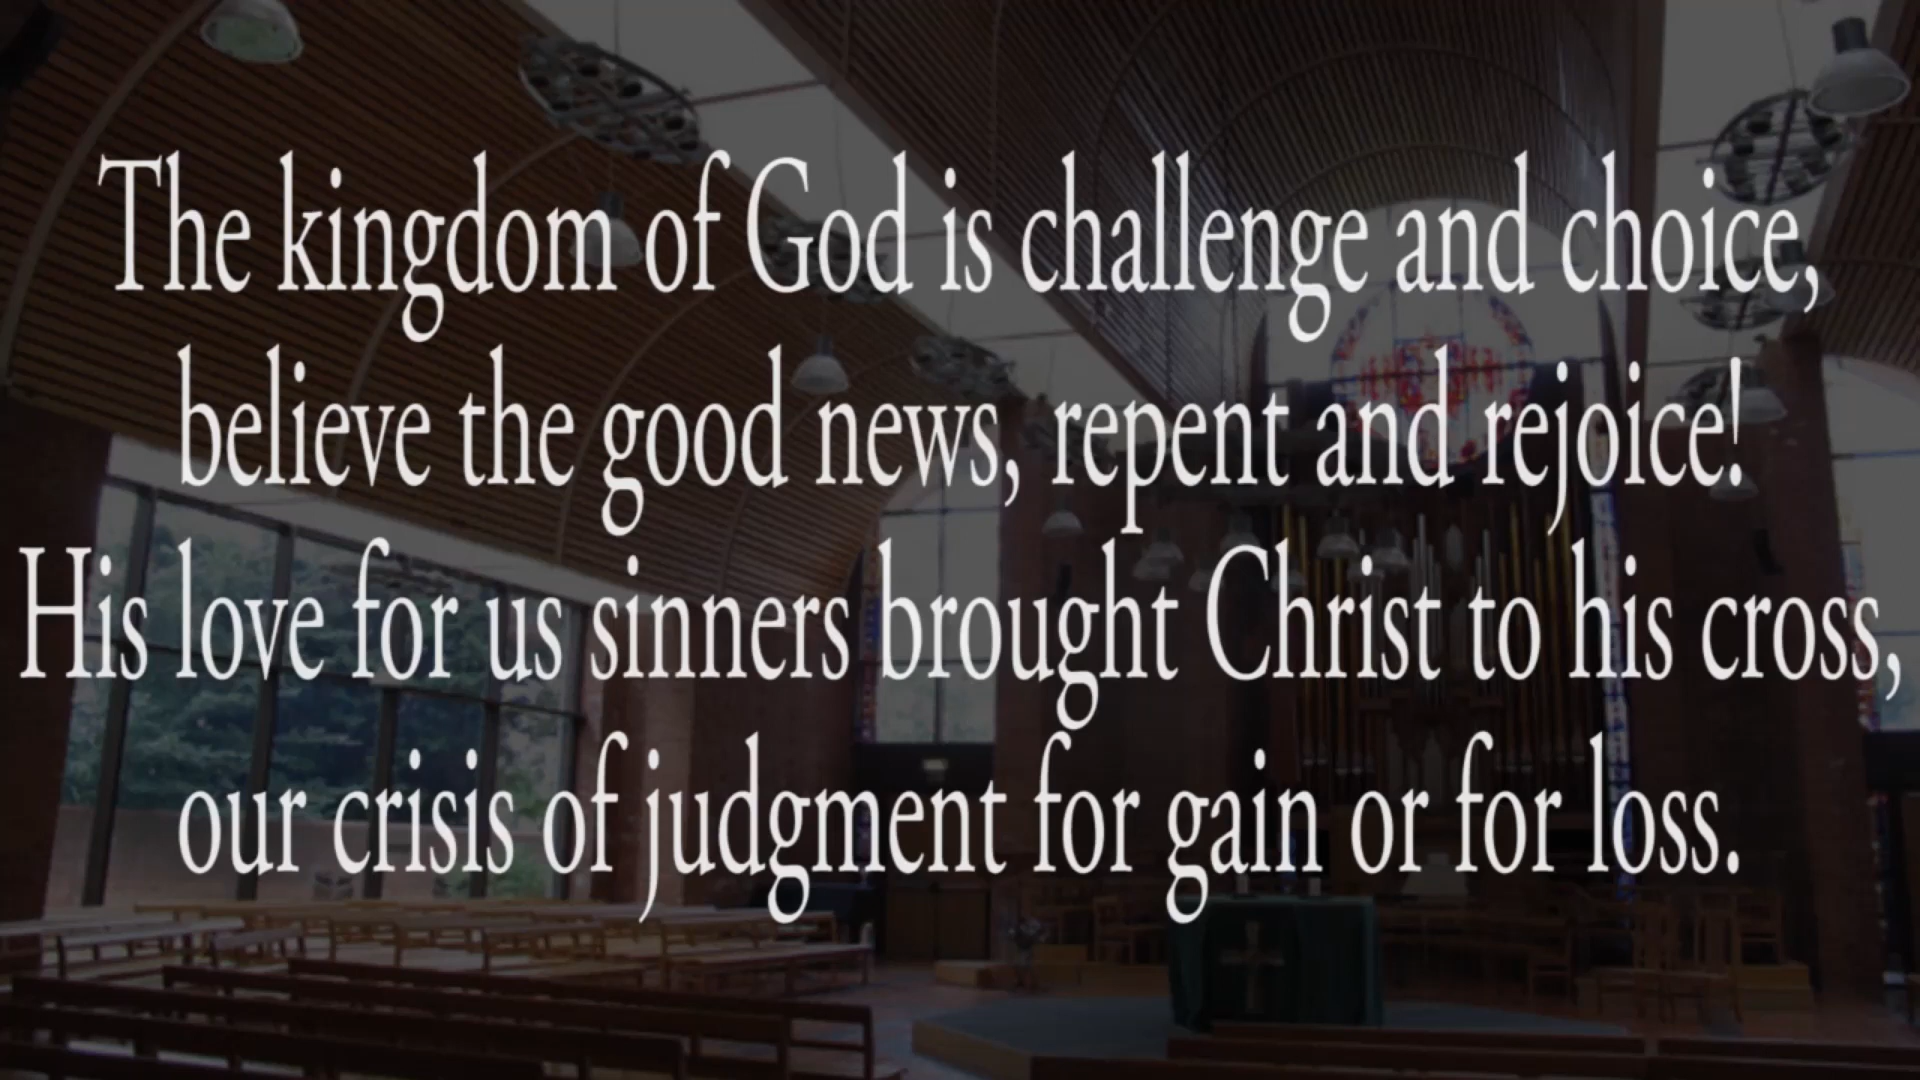 The kingdom of God is challenge and choice,
believe the good news, repent and rejoice!
His love for us sinners brought Christ to his cross,
our crisis of judgment for gain or for loss.